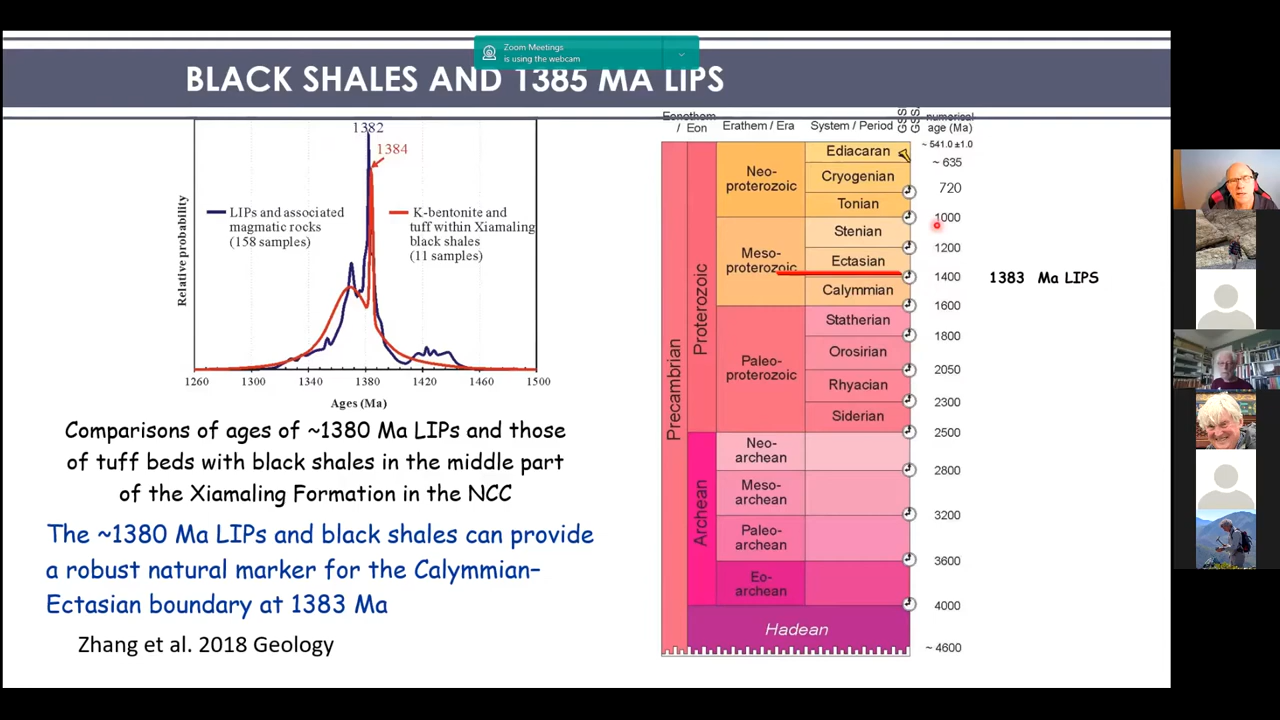 Zoom Meetings
is using the webcam
BLACK SHALES AND 1385 MA LIPS
1382
1384
LIPs and associated
magmatic rocks
(158 samples)
K-bentonite and
tuff within Xiamaling
black shales
(11 samples)
Relative probability
1260 1300 1340 1380 1420 1460 1500
Ages (Ma)
Comparisons of ages of ~1380 Ma LIPs and those
of tuff beds with black shales in the middle part
of the Xiamaling Formation in the NCC
The ~1380 Ma LIPs and black shales can provide
a robust natural marker for the Calymmian–
Ectasian boundary at 1383 Ma
Zhang et al. 2018 Geology
Eonothem / Eon
Erathem / Era
System / Period
numerical age (Ma)
Precambrian
Proterozoic
Archean
Neo-
proterozoic
Meso-
proterozoic
Paleo-
proterozoic
Neo-
archean
Meso-
archean
Paleo-
archean
Eo-
archean
Hadean
Ediacaran
Cryogenian
Tonian
Stenian
Ectasian
Calymmian
Statherian
Orosirian
Rhyacian
Siderian
~ 541.0 ±1.0
~ 635
720
1000
1200
1400
1600
1800
2050
2300
2500
2800
3200
3600
4000
~ 4600
1383 Ma LIPS